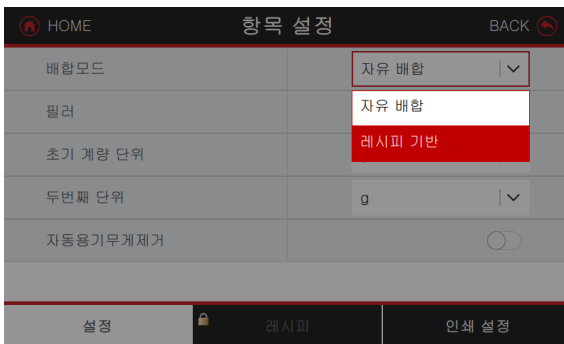 HOME 항목 설정 BACK
배합모드 자유 배합
필러 자유 배합
레시피 기반
초기 계량 단위
두번째 단위 g
자동용기무게제거
설정 레시피 인쇄 설정